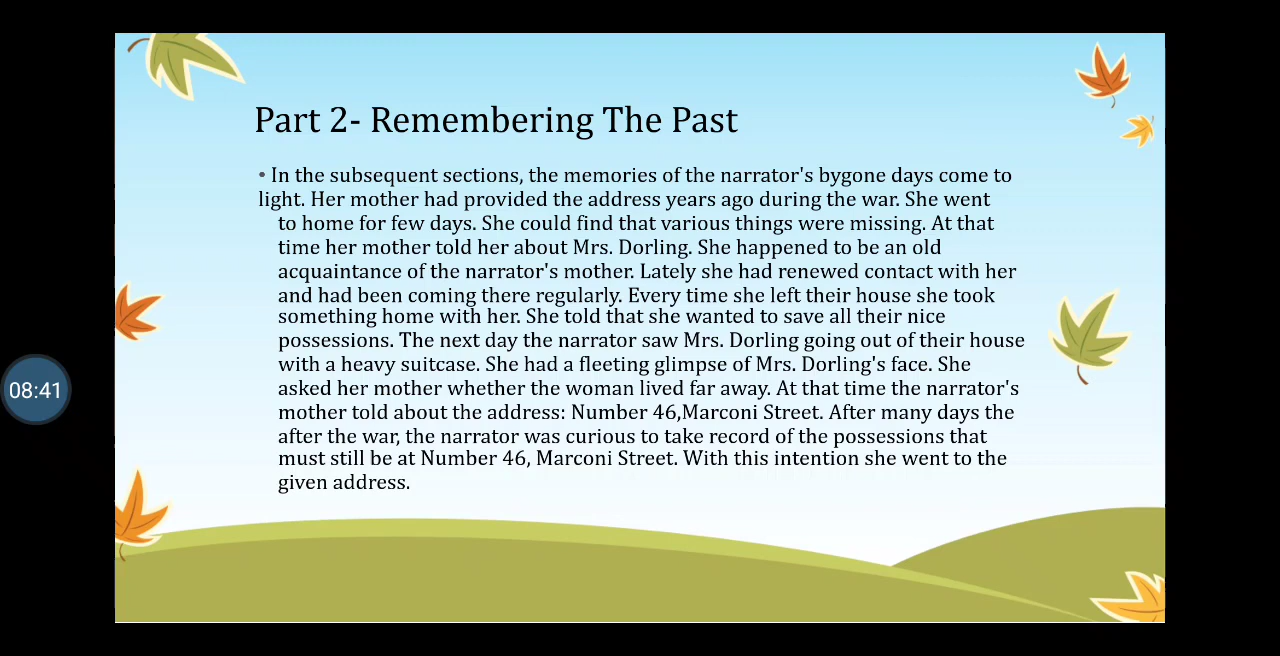 Part 2- Remembering The Past
• In the subsequent sections, the memories of the narrator's bygone days come to
light. Her mother had provided the address years ago during the war. She went
to home for few days. She could find that various things were missing. At that
time her mother told her about Mrs. Dorling. She happened to be an old
acquaintance of the narrator's mother. Lately she had renewed contact with her
and had been coming there regularly. Every time she left their house she took
something home with her. She told that she wanted to save all their nice
possessions. The next day the narrator saw Mrs. Dorling going out of their house
with a heavy suitcase. She had a fleeting glimpse of Mrs. Dorling's face. She
asked her mother whether the woman lived far away. At that time the narrator's
mother told about the address: Number 46,Marconi Street. After many days the
after the war, the narrator was curious to take record of the possessions that
must still be at Number 46, Marconi Street. With this intention she went to the
given address.
08:41